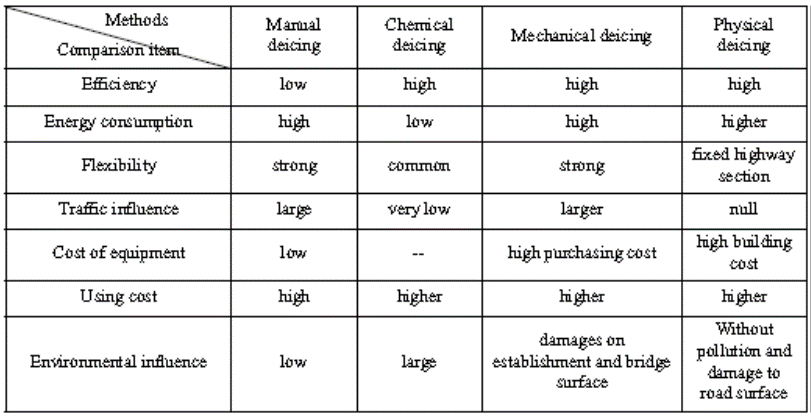 Methods
Comparison item
Manual deicing
Chemical deicing
Mechanical deicing
Physical deicing
Efficiency
low
high
high
high
Energy consumption
high
low
high
higher
Flexibility
strong
common
strong
fixed highway section
Traffic influence
large
very low
larger
null
Cost of equipment
low
--
high purchasing cost
high building cost
Using cost
high
higher
higher
higher
Environmental influence
low
large
damages on establishment and bridge surface
Without pollution and damage to road surface